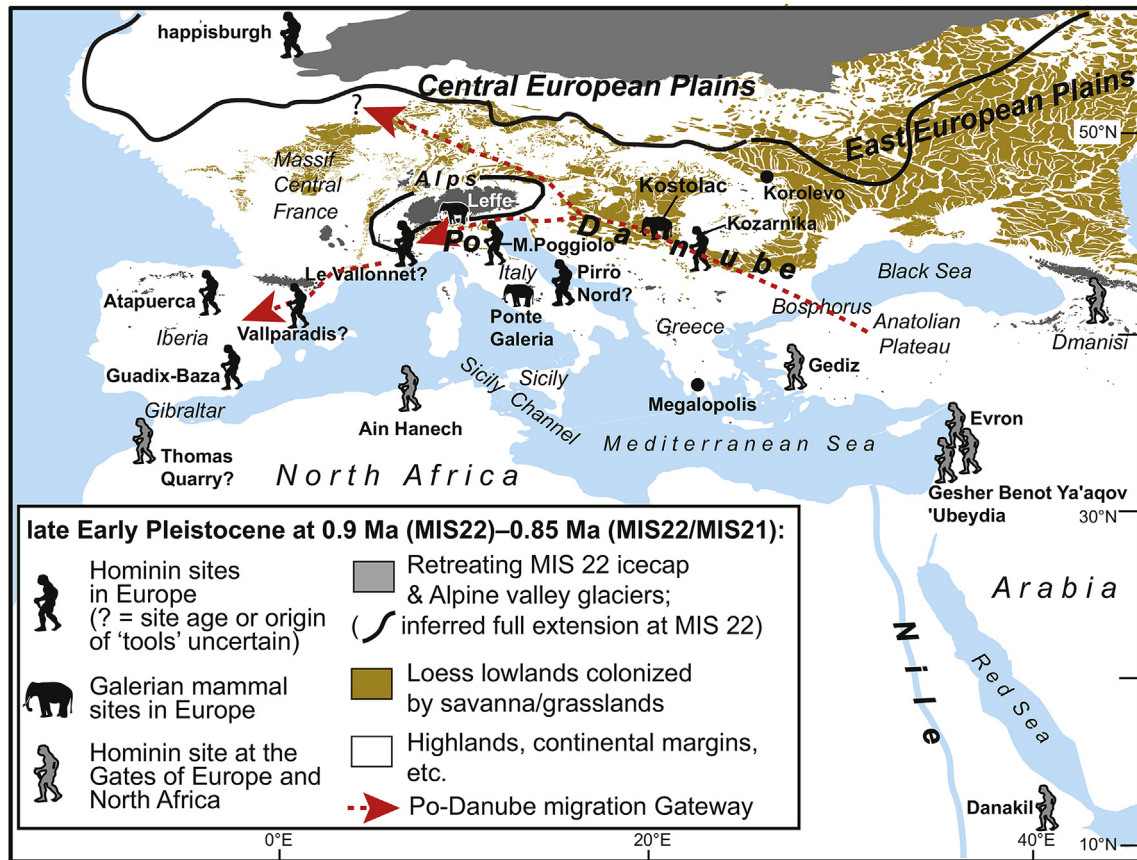 happisburgh
Central European Plains
East European Plains
?
50°N
Massif
Central
France
Alps
Leffe
Kostolac
Korolevo
Kozarnika
Po
M.Poggiolo
Danube
Le Vallonnet?
Italy
Pirro
Nord?
Black Sea
Atapuerca
Iberia
Vallparadis?
Ponte
Galeria
Greece
Bosphorus
Anatolian
Plateau
Dmanisi
Guadix-Baza
Gibraltar
Sicily
Sicily
Channel
Gediz
Ain Hanech
Megalopolis
Evron
Thomas
Quarry?
Mediterranean Sea
North Africa
Gesher Benot Ya'aqov
'Ubeydia
30°N
Arabia
Nile
Red Sea
Danakil
late Early Pleistocene at 0.9 Ma (MIS22)–0.85 Ma (MIS22/MIS21):
Hominin sites
in Europe
(? = site age or origin
of ‘tools’ uncertain)
Galerian mammal
sites in Europe
Hominin site at the
Gates of Europe and
North Africa
Retreating MIS 22 icecap
& Alpine valley glaciers;
( inferred full extension at MIS 22)
Loess lowlands colonized
by savanna/grasslands
Highlands, continental margins,
etc.
Po-Danube migration Gateway
0°E
20°E
40°E
10°N